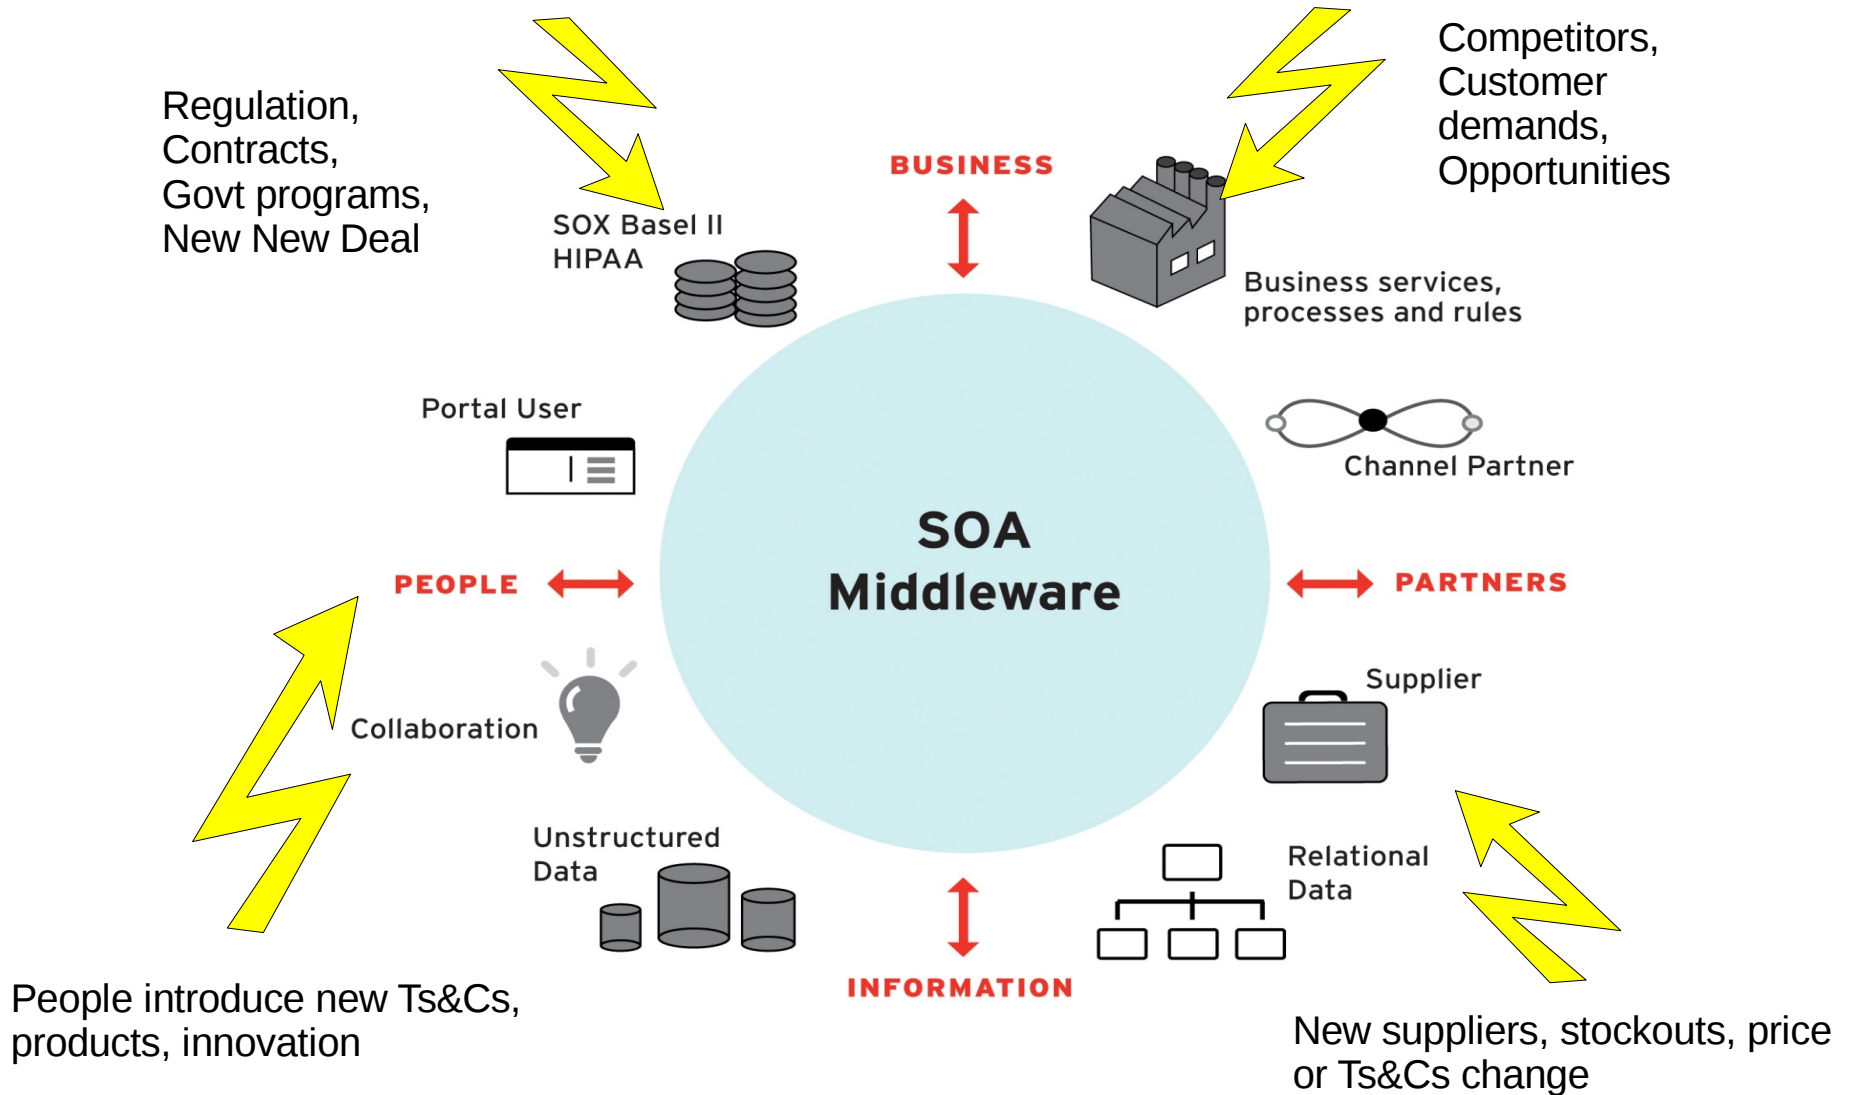 Regulation,
Contracts,
Govt programs,
New New Deal
Competitors,
Customer
demands,
Opportunities
BUSINESS
SOX Basel II
HIPAA
Business services,
processes and rules
Portal User
Channel Partner
SOA
Middleware
PEOPLE
PARTNERS
Collaboration
Supplier
Unstructured
Data
Relational
Data
INFORMATION
People introduce new Ts&Cs,
products, innovation
New suppliers, stockouts, price
or Ts&Cs change